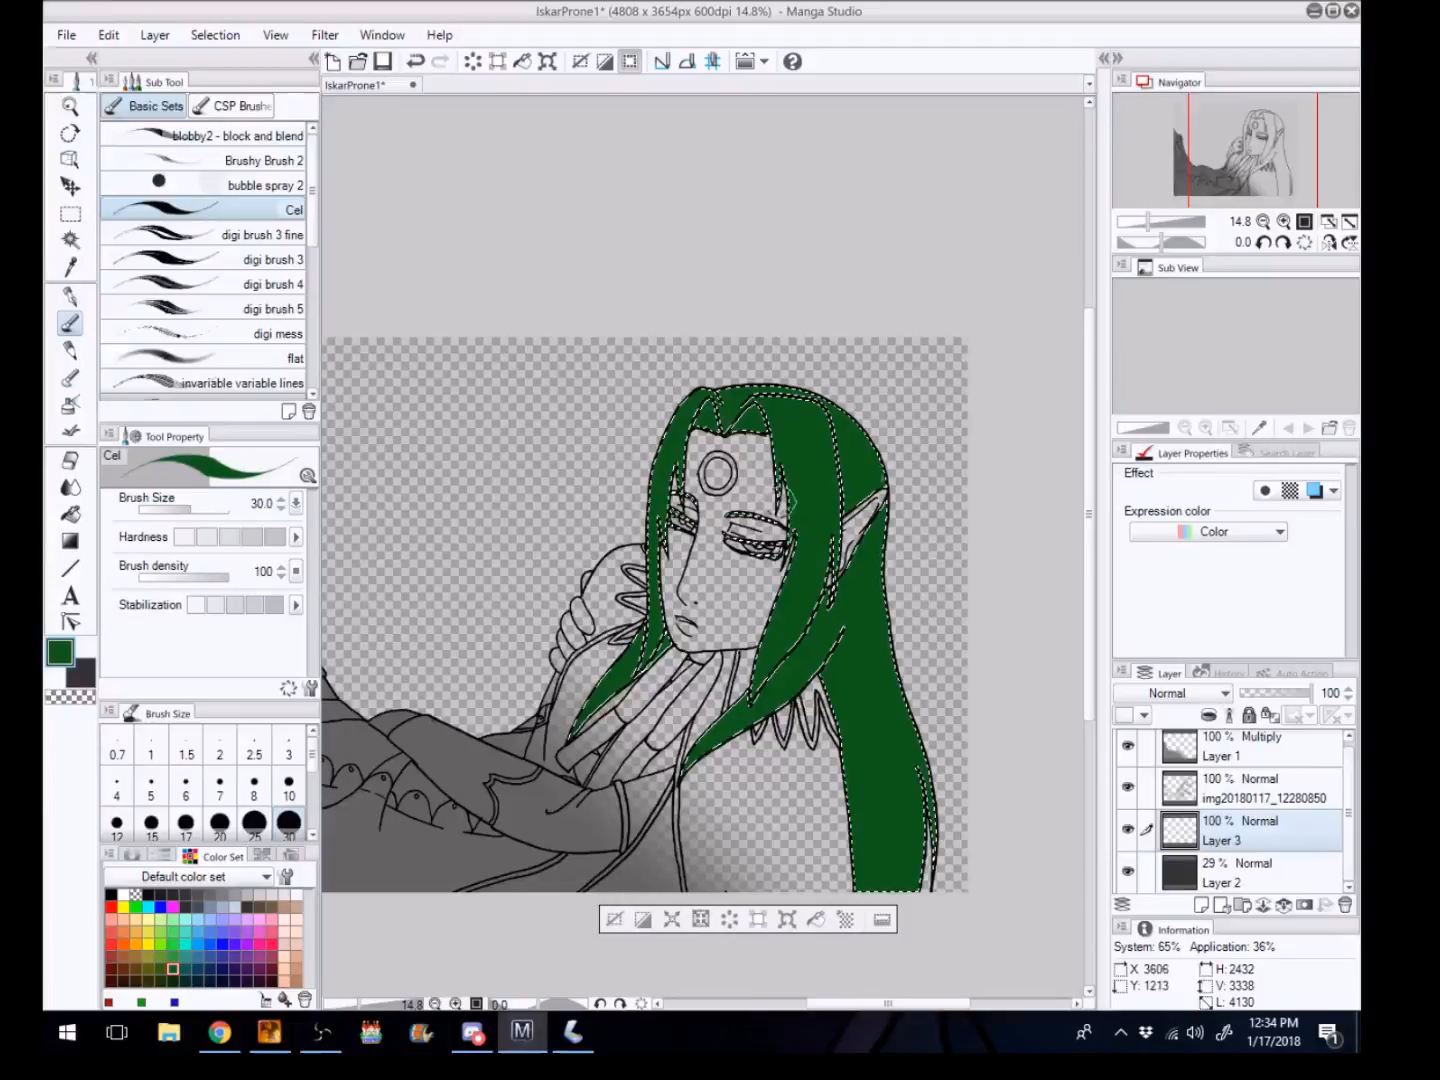 IskarProne1* (4808 x 3654px 600dpi 14.8%) - Manga Studio
File Edit Layer Selection View Filter Window Help
1 Sub Tool
IskarProne1*
Navigator
Basic Sets CSP Brushe
blobby2 - block and blend
Brushy Brush 2
bubble spray 2
Cel
digi brush 3 fine
digi brush 3
digi brush 4
digi brush 5
digi mess
flat
invariable variable lines
14.8
0.0
Sub View
Tool Property
Cel
Brush Size 30.0
Hardness
Brush density 100
Stabilization
Layer Properties Search Layer
Effect
Expression color
Color
Layer History Auto Action
Normal 100
100 % Multiply
Layer 1
100 % Normal
img20180117_12280850
100 % Normal
Layer 3
29 % Normal
Layer 2
Brush Size
0.7 1 1.5 2 2.5 3
4 5 6 7 8 10
12 15 17 20 25 30
Color Set
Default color set
A
Information
System: 65% Application: 36%
X 3606 H: 2432
Y: 1213 V: 3338
L: 4130
14.8 0.0
M
12:34 PM
1/17/2018
1